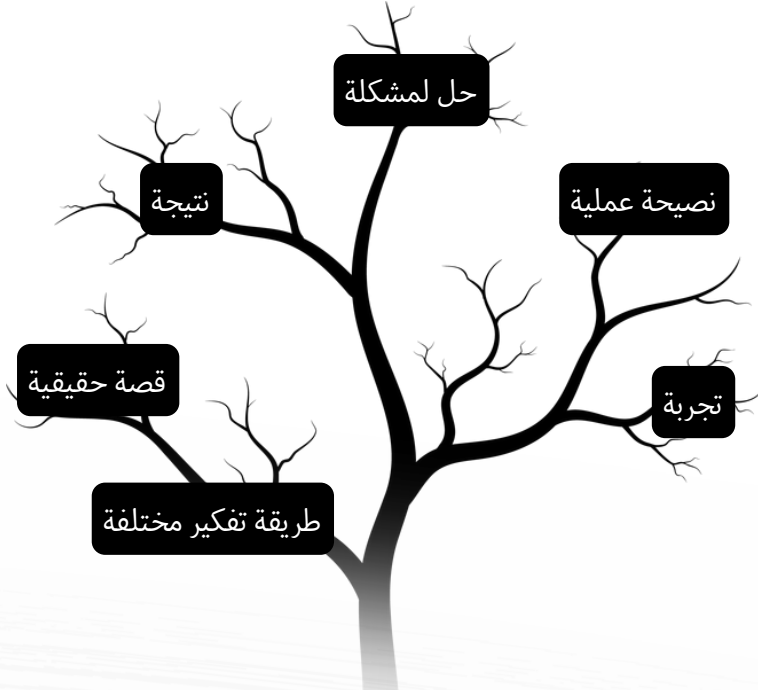 حل لمشكلة
نصيحة عملية
نتيجة
تجربة
قصة حقيقية
طريقة تفكير مختلفة